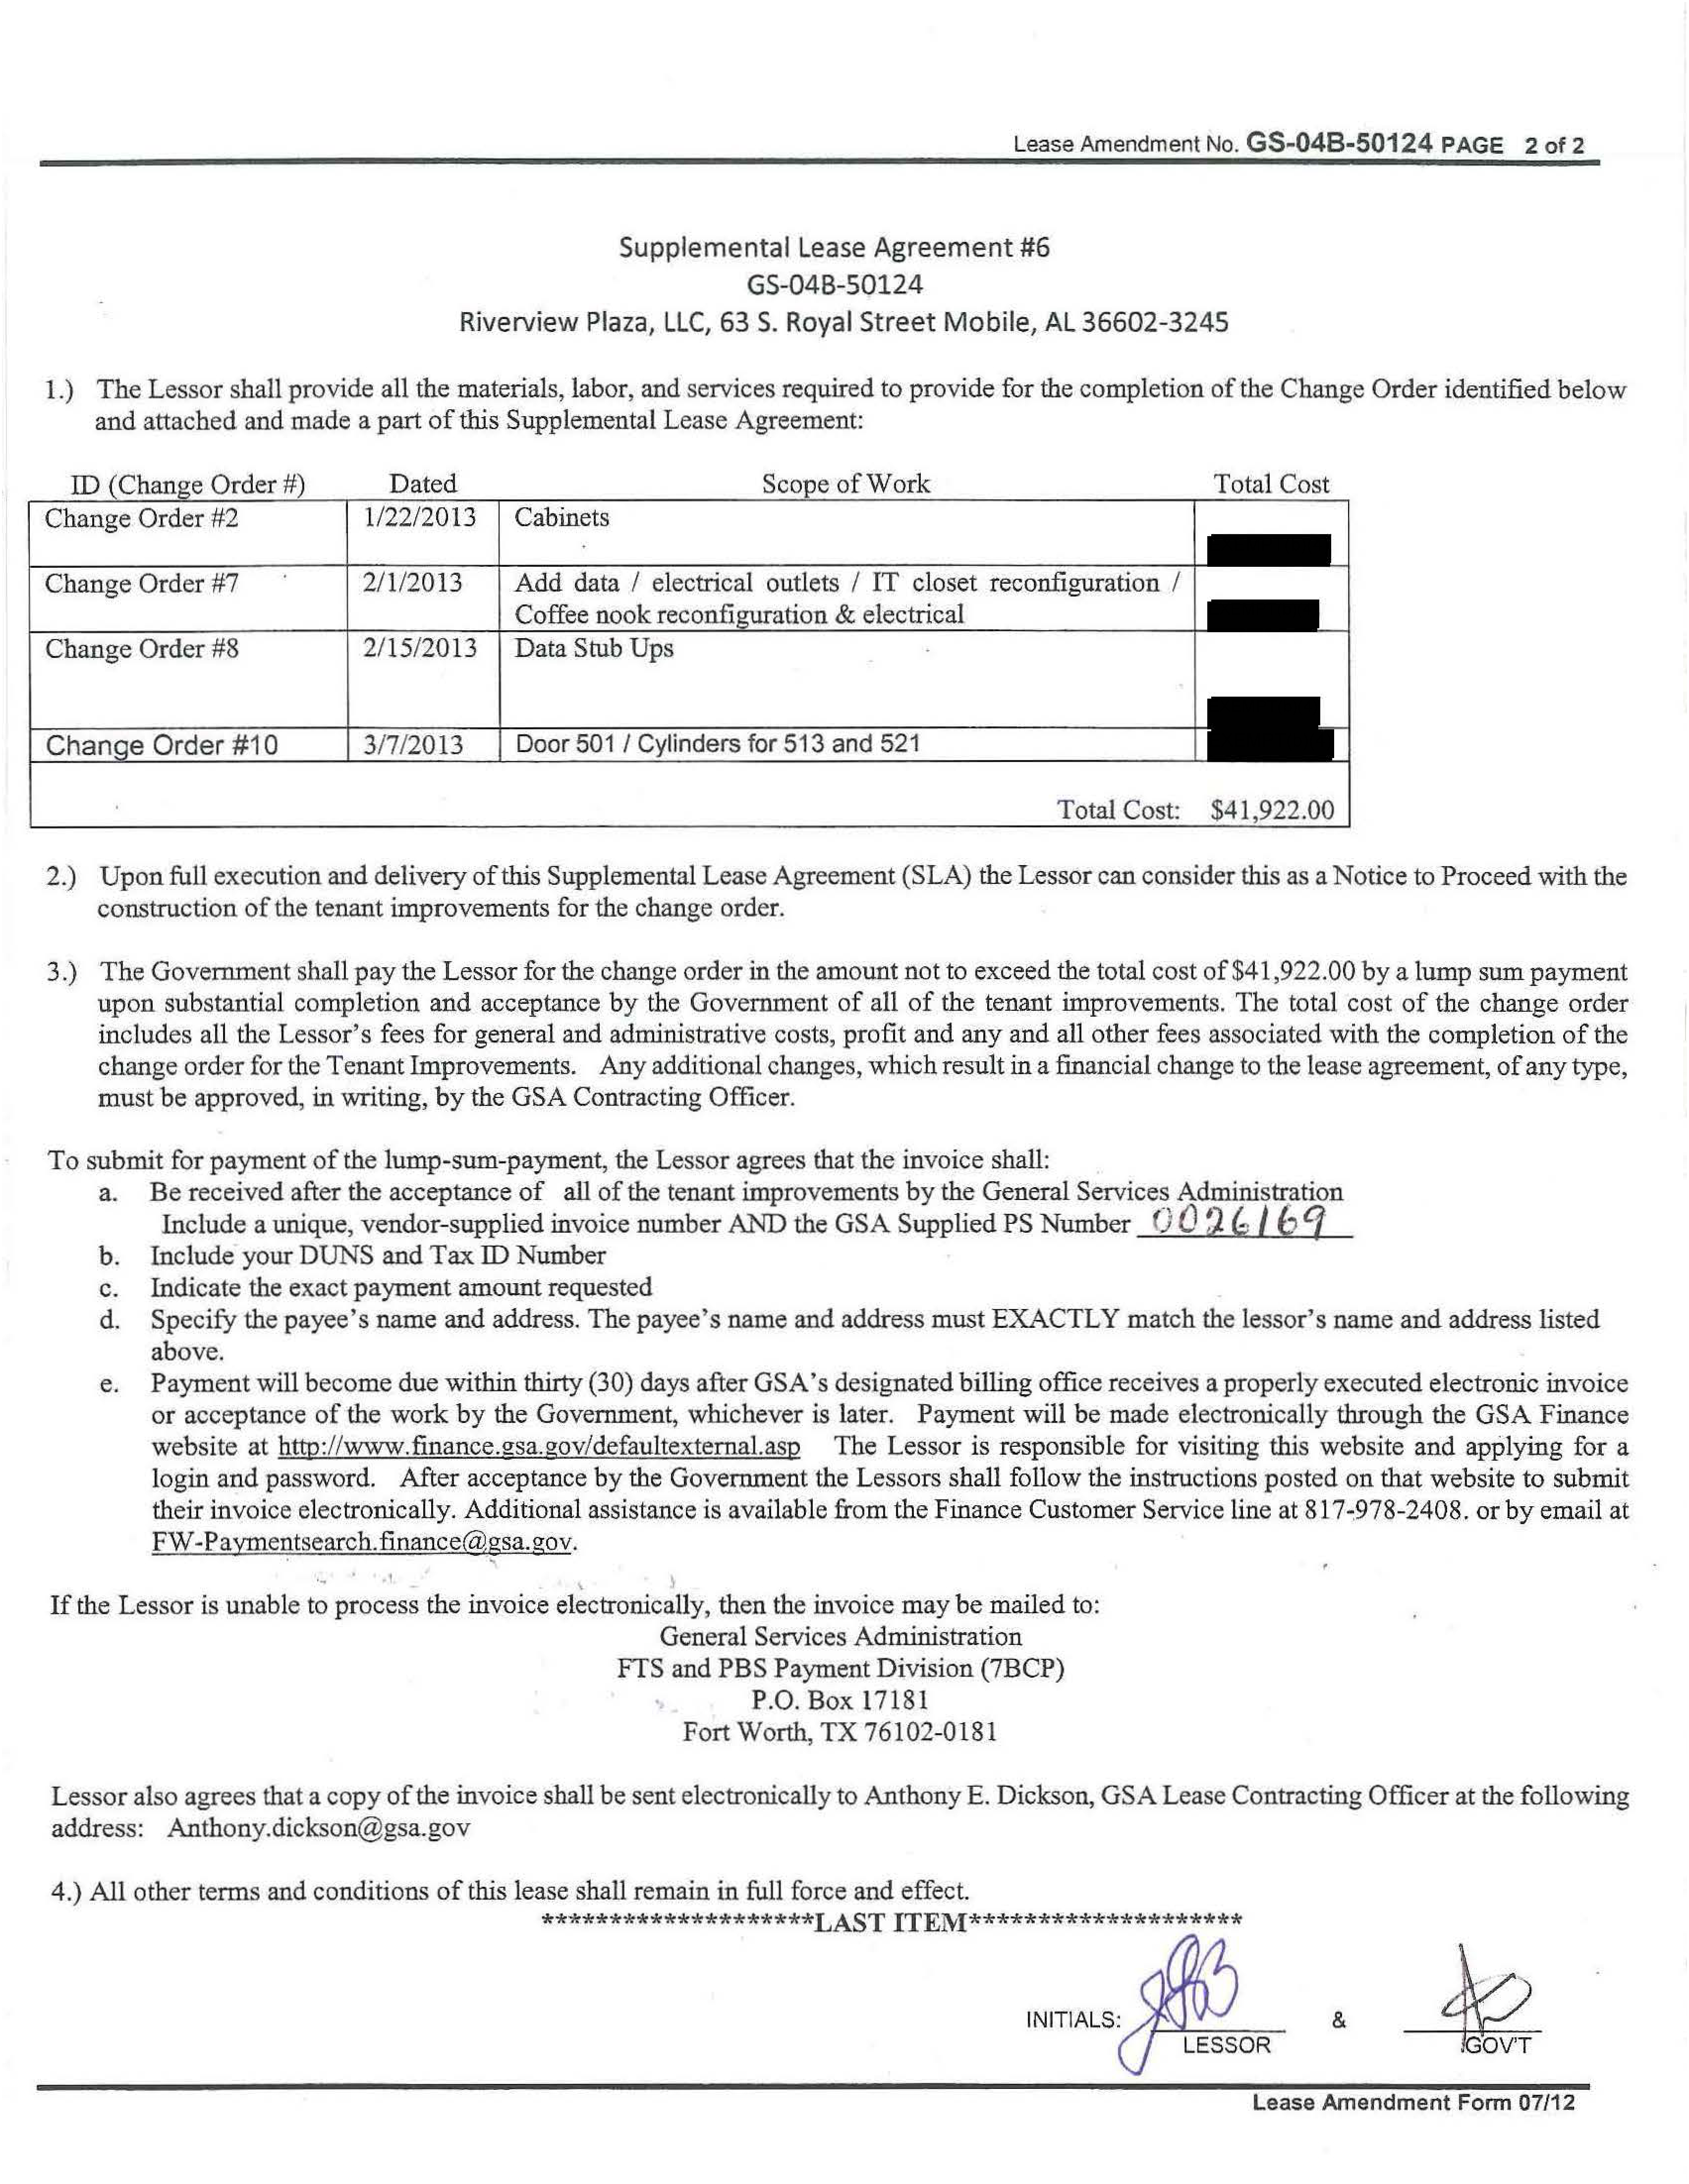 Lease Amendment No. GS-04B-50124 PAGE 2 of 2
Supplemental Lease Agreement #6
GS-04B-50124
Riverview Plaza, LLC, 63 S. Royal Street Mobile, AL 36602-3245
1.) The Lessor shall provide all the materials, labor, and services required to provide for the completion of the Change Order identified below
and attached and made a part of this Supplemental Lease Agreement:
ID (Change Order #) Dated Scope of Work Total Cost
Change Order #2 1/22/2013 Cabinets
Change Order #7 2/1/2013 Add data / electrical outlets / IT closet reconfiguration /
Coffee nook reconfiguration & electrical
Change Order #8 2/15/2013 Data Stub Ups
Change Order #10 3/7/2013 Door 501 / Cylinders for 513 and 521
Total Cost: $41,922.00
2.) Upon full execution and delivery of this Supplemental Lease Agreement (SLA) the Lessor can consider this as a Notice to Proceed with the
construction of the tenant improvements for the change order.
3.) The Government shall pay the Lessor for the change order in the amount not to exceed the total cost of $41,922.00 by a lump sum payment
upon substantial completion and acceptance by the Government of all of the tenant improvements. The total cost of the change order
includes all the Lessor's fees for general and administrative costs, profit and any and all other fees associated with the completion of the
change order for the Tenant Improvements. Any additional changes, which result in a financial change to the lease agreement, of any type,
must be approved, in writing, by the GSA Contracting Officer.
To submit for payment of the lump-sum-payment, the Lessor agrees that the invoice shall:
a. Be received after the acceptance of all of the tenant improvements by the General Services Administration
Include a unique, vendor-supplied invoice number AND the GSA Supplied PS Number 0026169
b. Include your DUNS and Tax ID Number
c. Indicate the exact payment amount requested
d. Specify the payee's name and address. The payee's name and address must EXACTLY match the lessor's name and address listed
above.
e. Payment will become due within thirty (30) days after GSA's designated billing office receives a properly executed electronic invoice
or acceptance of the work by the Government, whichever is later. Payment will be made electronically through the GSA Finance
website at http://www.finance.gsa.gov/defaultexternal.asp The Lessor is responsible for visiting this website and applying for a
login and password. After acceptance by the Government the Lessors shall follow the instructions posted on that website to submit
their invoice electronically. Additional assistance is available from the Finance Customer Service line at 817-978-2408. or by email at
FW-Paymentsearch.finance@gsa.gov.
If the Lessor is unable to process the invoice electronically, then the invoice may be mailed to:
General Services Administration
FTS and PBS Payment Division (7BCP)
P.O. Box 17181
Fort Worth, TX 76102-0181
Lessor also agrees that a copy of the invoice shall be sent electronically to Anthony E. Dickson, GSA Lease Contracting Officer at the following
address: Anthony.dickson@gsa.gov
4.) All other terms and conditions of this lease shall remain in full force and effect.
********************LAST ITEM********************
INITIALS: &
LESSOR GOV'T
Lease Amendment Form 07/12